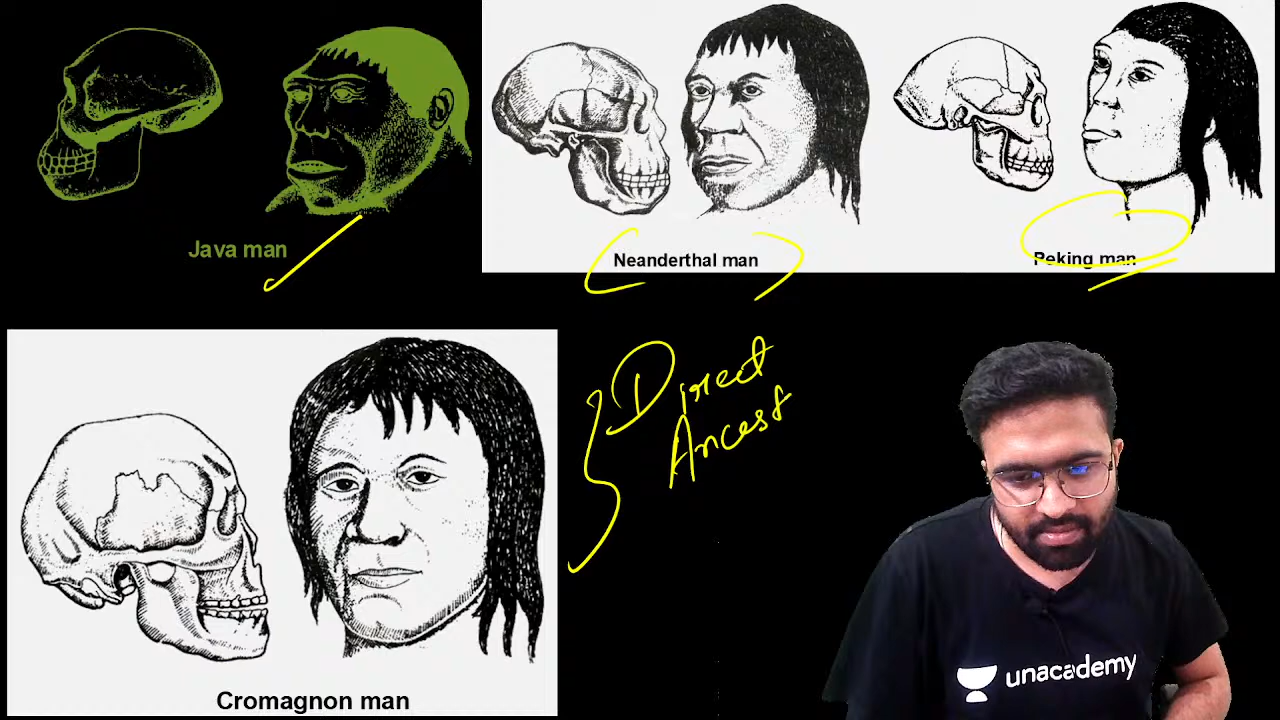 Java man
Neanderthal man
Peking man
Direct
Ancest
Cromagnon man
unacademy